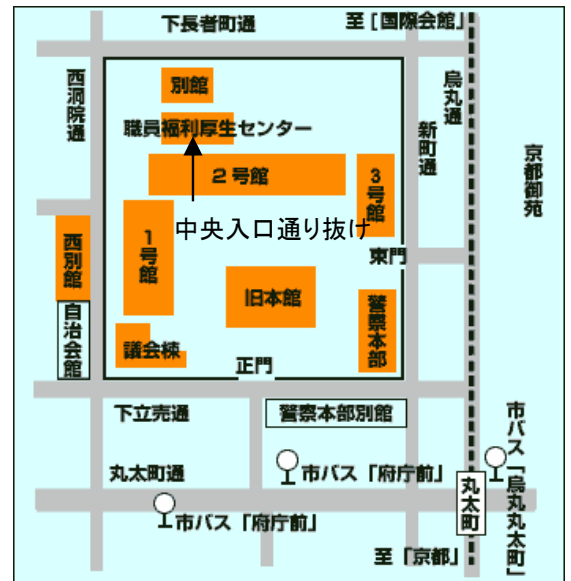 下長者町通
至[国際会館]
西洞院通
別館
烏丸通
職員福利厚生センター
新町通
京都御苑
2号館
3号館
中央入口通り抜け
1号館
西別館
東門
旧本館
自治会館
警察本部
議会棟
正門
下立売通
警察本部別館
市バス「烏丸丸太町」
丸太町通
市バス「府庁前」
丸太町
市バス「府庁前」
至「京都」